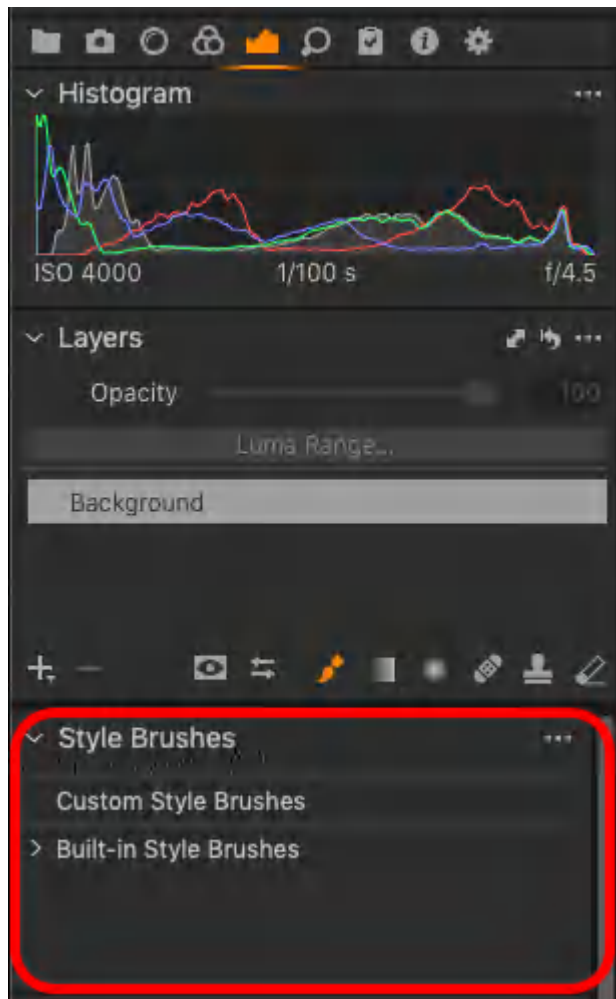 Histogram
ISO 4000 1/100 s f/4.5
Layers
Opacity 100
Luma Range...
Background
Style Brushes
Custom Style Brushes
Built-in Style Brushes